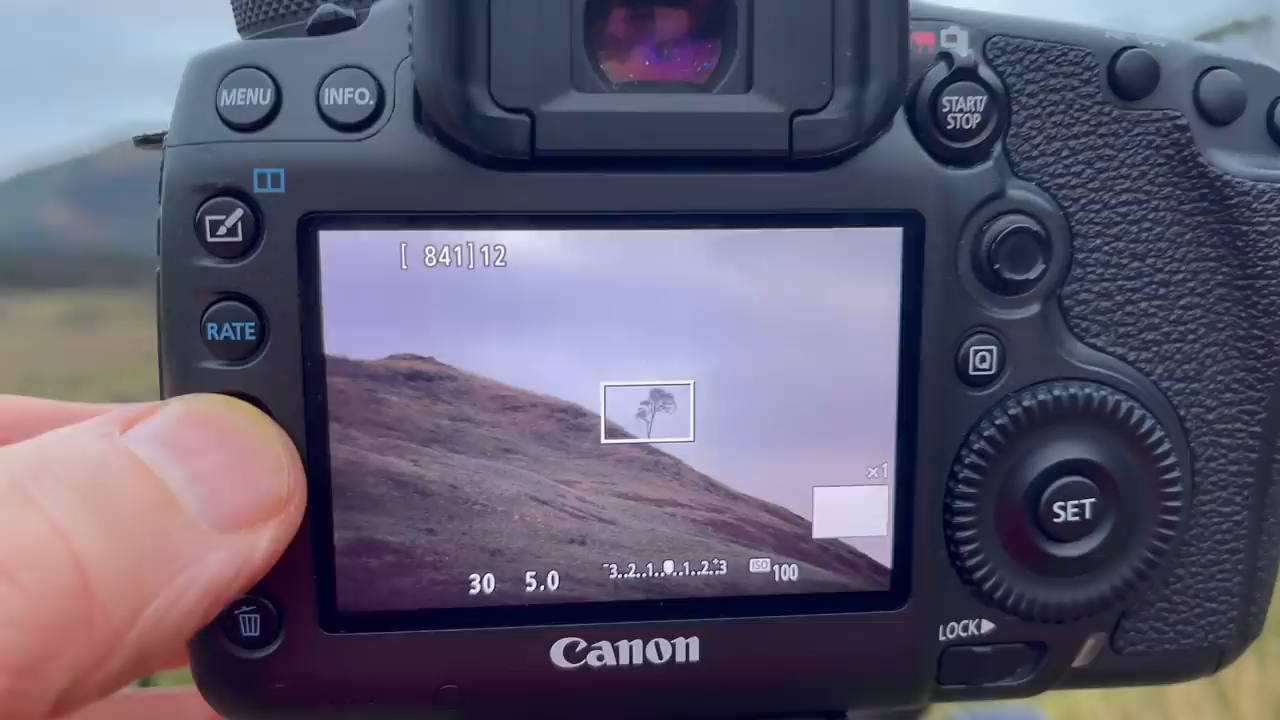 MENU
INFO.
START/
STOP
RATE
[ 841]12
Q
×1
SET
30 5.0 -3..2..1..0..1..2..+3 ISO 100
LOCK▶
Canon